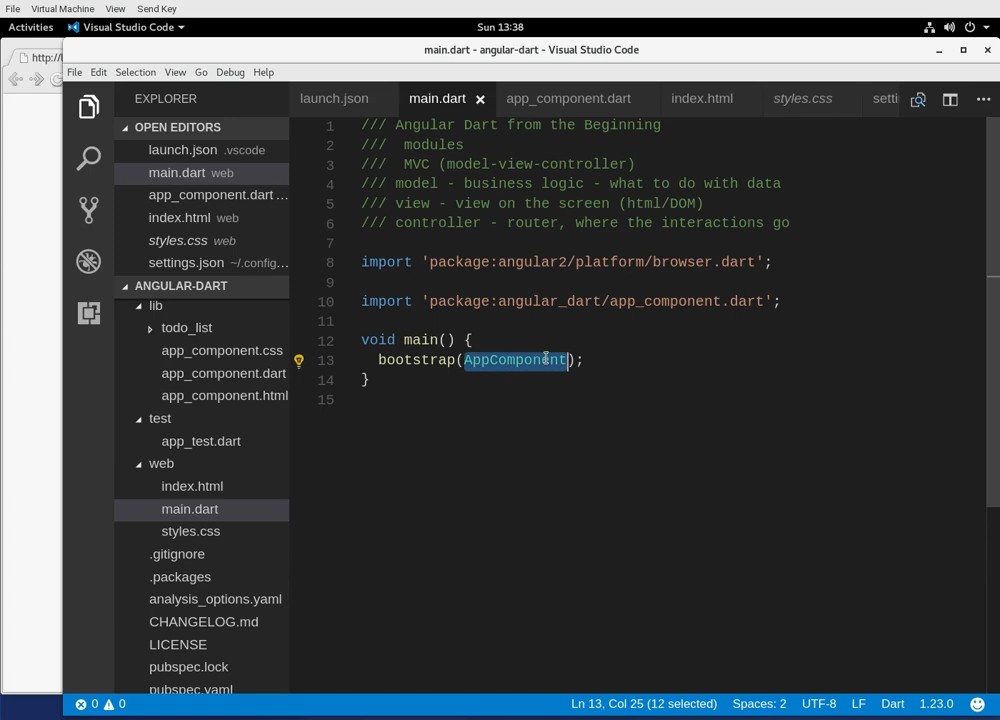 File Virtual Machine View Send Key
Activities Visual Studio Code Sun 13:38
http://
main.dart - angular-dart - Visual Studio Code
File Edit Selection View Go Debug Help
EXPLORER
launch.json main.dart app_component.dart index.html styles.css setti
OPEN EDITORS
launch.json .vscode
main.dart web
app_component.dart ...
index.html web
styles.css web
settings.json ~/.config...
ANGULAR-DART
lib
todo_list
app_component.css
app_component.dart
app_component.html
test
app_test.dart
web
index.html
main.dart
styles.css
.gitignore
.packages
analysis_options.yaml
CHANGELOG.md
LICENSE
pubspec.lock
pubspec.yaml
1 /// Angular Dart from the Beginning
2 ///  modules
3 ///  MVC (model-view-controller)
4 /// model - business logic - what to do with data
5 /// view - view on the screen (html/DOM)
6 /// controller - router, where the interactions go
7
8 import 'package:angular2/platform/browser.dart';
9
10 import 'package:angular_dart/app_component.dart';
11
12 void main() {
13   bootstrap(AppComponent);
14 }
15
0 0 Ln 13, Col 25 (12 selected) Spaces: 2 UTF-8 LF Dart 1.23.0